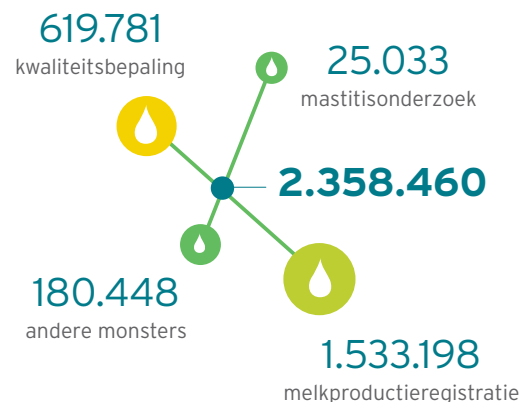 619.781
kwaliteitsbepaling
25.033
mastitisonderzoek
2.358.460
180.448
andere monsters
1.533.198
melkproductieregistratie